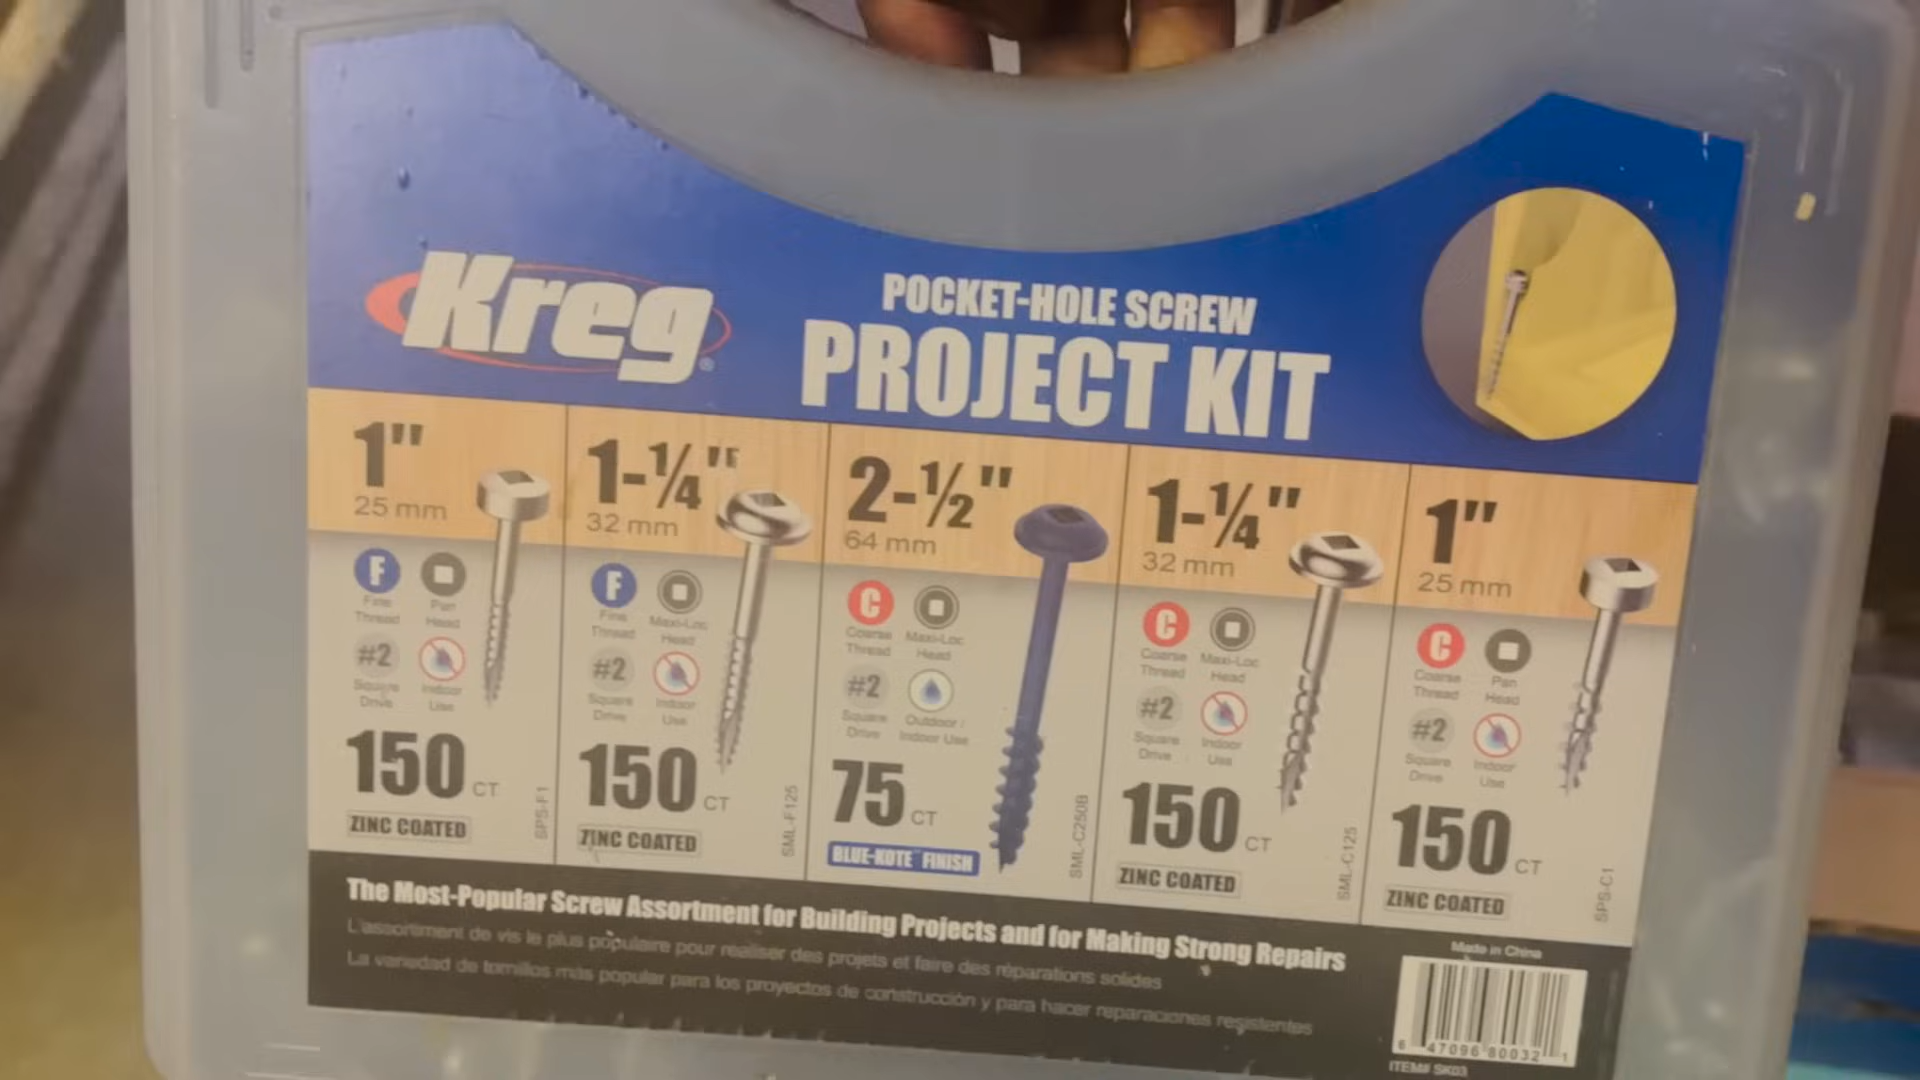 Kreg®
POCKET-HOLE SCREW
PROJECT KIT
1"
25 mm
F
Fine Thread
Pan Head
#2
Square Drive
Indoor Use
150 CT
ZINC COATED
SPS-F1
1-¼"F
32 mm
F
Fine Thread
Maxi-Loc Head
#2
Square Drive
Indoor Use
150 CT
ZINC COATED
SML-F125
2-½"
64 mm
C
Coarse Thread
Maxi-Loc Head
#2
Square Drive
Outdoor / Indoor Use
75 CT
BLUE-KOTE™ FINISH
SML-C250B
1-¼"
32 mm
C
Coarse Thread
Maxi-Loc Head
#2
Square Drive
Indoor Use
150 CT
ZINC COATED
SML-C125
1"
25 mm
C
Coarse Thread
Pan Head
#2
Square Drive
Indoor Use
150 CT
ZINC COATED
SPS-C1
The Most-Popular Screw Assortment for Building Projects and for Making Strong Repairs
L'assortiment de vis le plus populaire pour réaliser des projets et faire des réparations solides
La variedad de tornillos más popular para los proyectos de construcción y para hacer reparaciones resistentes
Made in China
6 47096 80032 1
ITEM# SK03